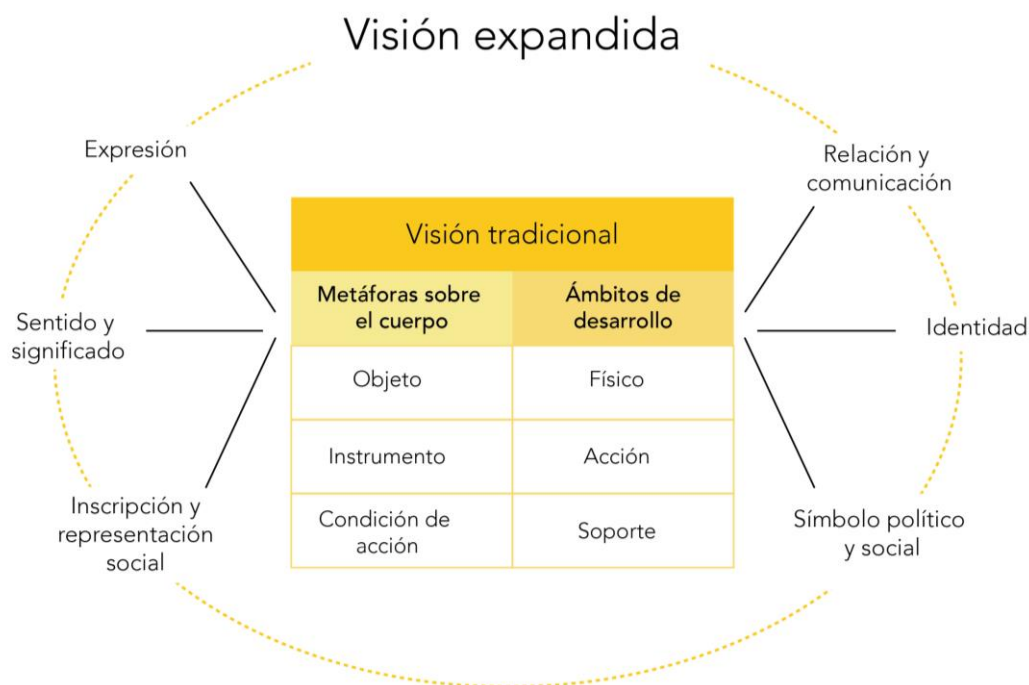 Visión expandida
Expresión
Relación y
comunicación
Visión tradicional
Metáforas sobre
el cuerpo
Ámbitos de
desarrollo
Sentido y
significado
Identidad
Objeto
Físico
Instrumento
Acción
Inscripción y
representación
social
Condición de
acción
Soporte
Símbolo político
y social